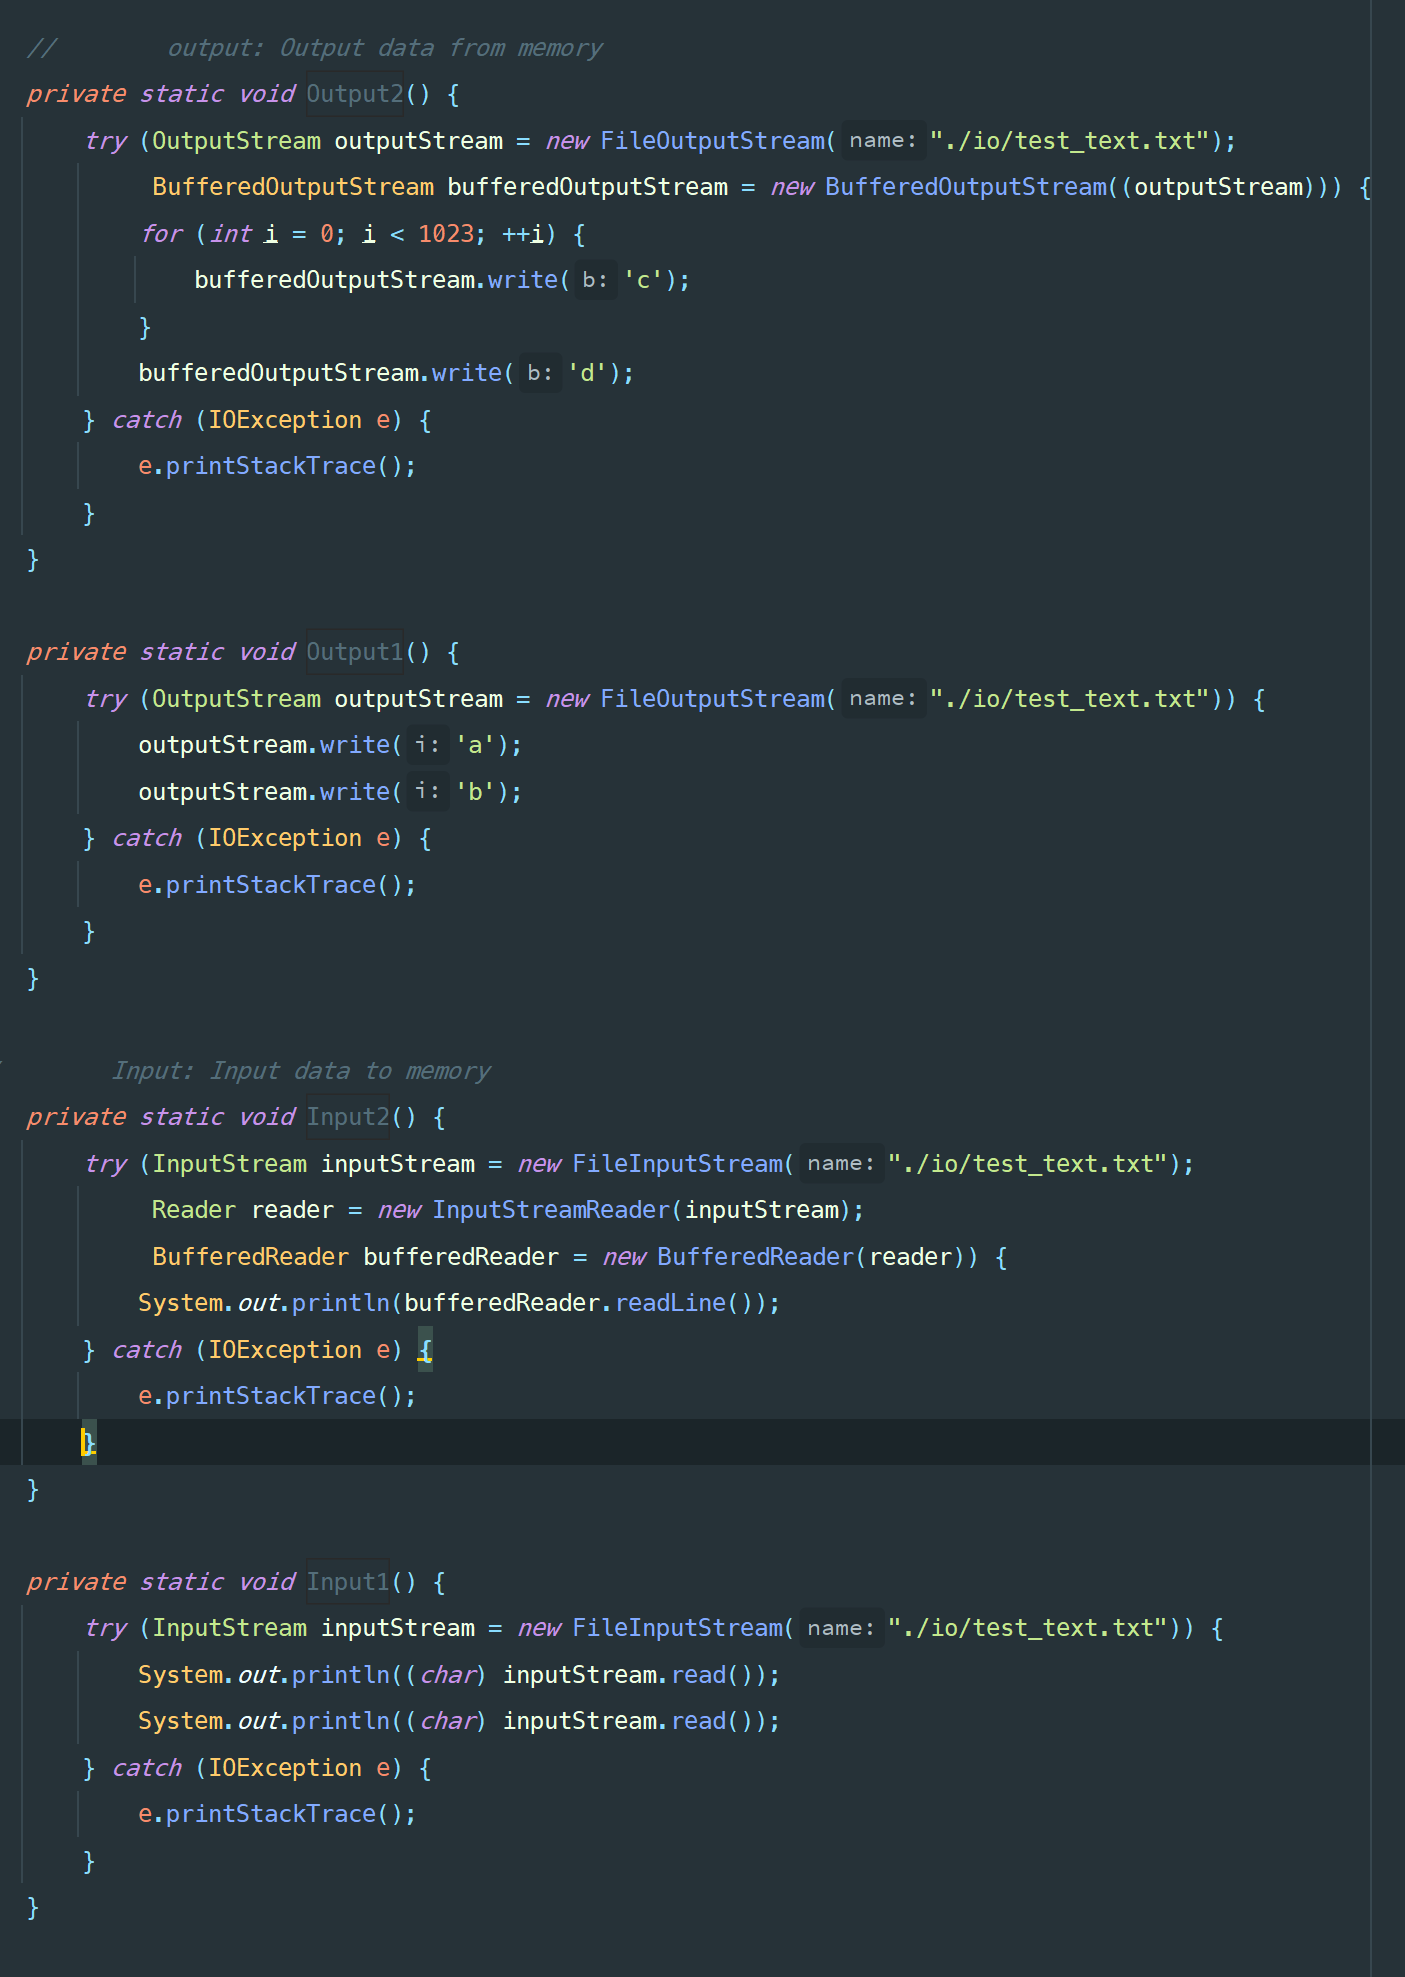 //        output: Output data from memory
private static void Output2() {
    try (OutputStream outputStream = new FileOutputStream( name: "./io/test_text.txt");
         BufferedOutputStream bufferedOutputStream = new BufferedOutputStream((outputStream))) {
        for (int i = 0; i < 1023; ++i) {
            bufferedOutputStream.write( b: 'c');
        }
        bufferedOutputStream.write( b: 'd');
    } catch (IOException e) {
        e.printStackTrace();
    }
}
private static void Output1() {
    try (OutputStream outputStream = new FileOutputStream( name: "./io/test_text.txt")) {
        outputStream.write( i: 'a');
        outputStream.write( i: 'b');
    } catch (IOException e) {
        e.printStackTrace();
    }
}
      Input: Input data to memory
private static void Input2() {
    try (InputStream inputStream = new FileInputStream( name: "./io/test_text.txt");
         Reader reader = new InputStreamReader(inputStream);
         BufferedReader bufferedReader = new BufferedReader(reader)) {
        System.out.println(bufferedReader.readLine());
    } catch (IOException e) {
        e.printStackTrace();
    }
}
private static void Input1() {
    try (InputStream inputStream = new FileInputStream( name: "./io/test_text.txt")) {
        System.out.println((char) inputStream.read());
        System.out.println((char) inputStream.read());
    } catch (IOException e) {
        e.printStackTrace();
    }
}